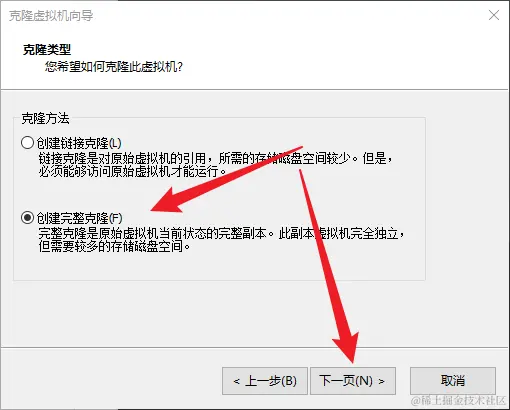 克隆虚拟机向导
克隆类型
您希望如何克隆此虚拟机?
克隆方法
创建链接克隆(L)
链接克隆是对原始虚拟机的引用，所需的存储磁盘空间较少。但是，
必须能够访问原始虚拟机才能运行。
创建完整克隆(F)
完整克隆是原始虚拟机当前状态的完整副本。此副本虚拟机完全独立，
但需要较多的存储磁盘空间。
< 上一步(B)
下一页(N) >
取消
@稀土掘金技术社区